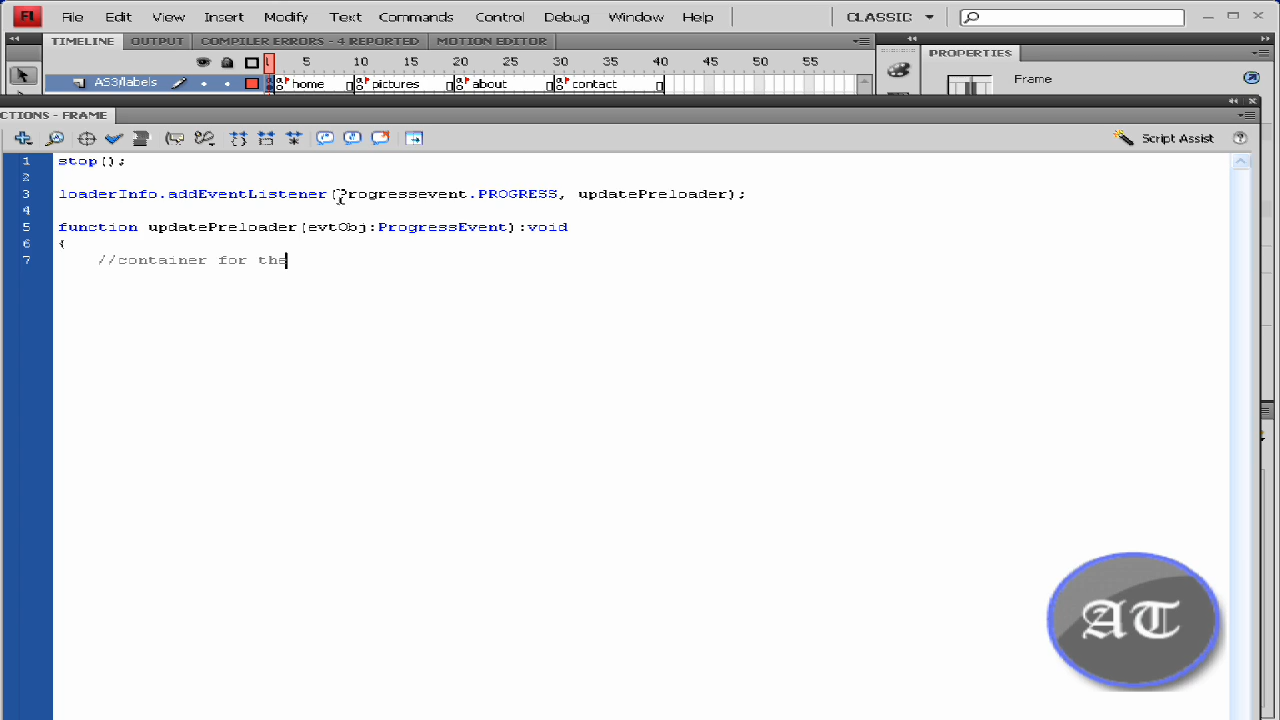 Fl File Edit View Insert Modify Text Commands Control Debug Window Help CLASSIC
TIMELINE OUTPUT COMPILER ERRORS - 4 REPORTED MOTION EDITOR PROPERTIES
5 10 15 20 25 30 35 40 45 50 55 Frame
AS3/labels home pictures about contact
CTIONS - FRAME
Script Assist
1 stop();
2
3 loaderInfo.addEventListener(Progressevent.PROGRESS, updatePreloader);
4
5 function updatePreloader(evtObj:ProgressEvent):void
6 {
7 //container for the
AT